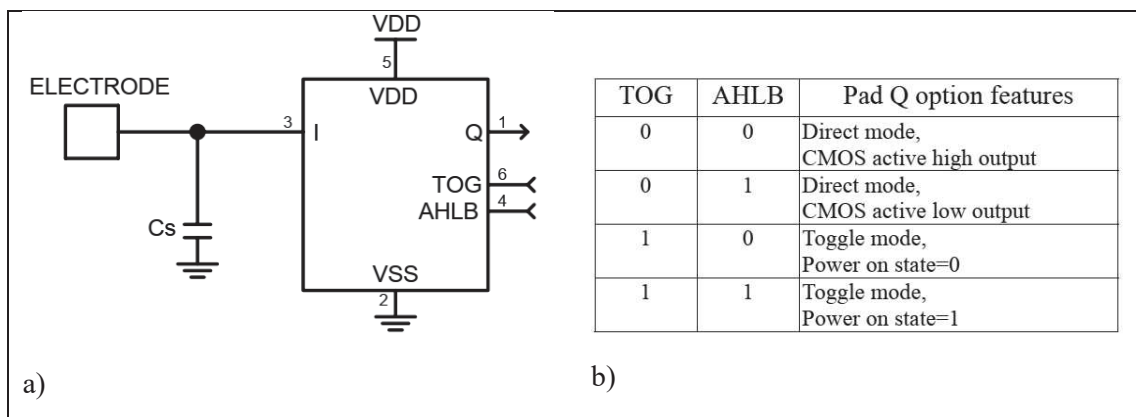 VDD
5
ELECTRODE
VDD
3
I
Q
1
TOG
6
AHLB
4
Cs
VSS
2
a)
TOG AHLB Pad Q option features
0 0 Direct mode,
CMOS active high output
0 1 Direct mode,
CMOS active low output
1 0 Toggle mode,
Power on state=0
1 1 Toggle mode,
Power on state=1
b)